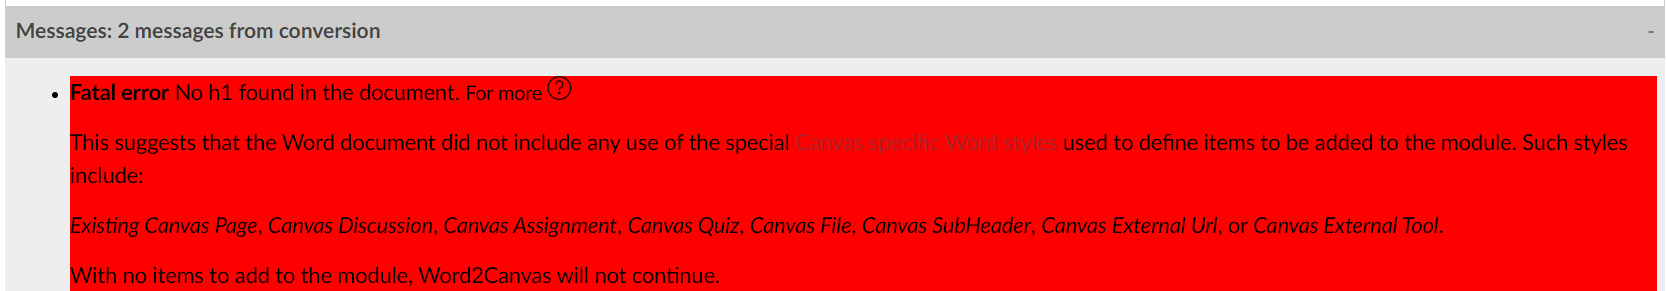 Messages: 2 messages from conversion
-
Fatal error No h1 found in the document. For more ?
This suggests that the Word document did not include any use of the special Canvas specific Word styles used to define items to be added to the module. Such styles
include:
Existing Canvas Page, Canvas Discussion, Canvas Assignment, Canvas Quiz, Canvas File, Canvas SubHeader, Canvas External Url, or Canvas External Tool.
With no items to add to the module, Word2Canvas will not continue.